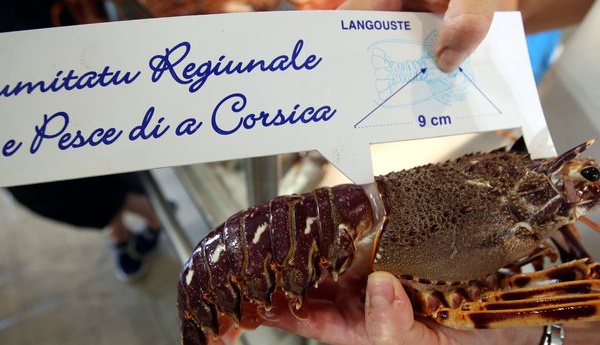 LANGOUSTE
umitatu Regiunale
e Pesce di a Corsica
9 cm